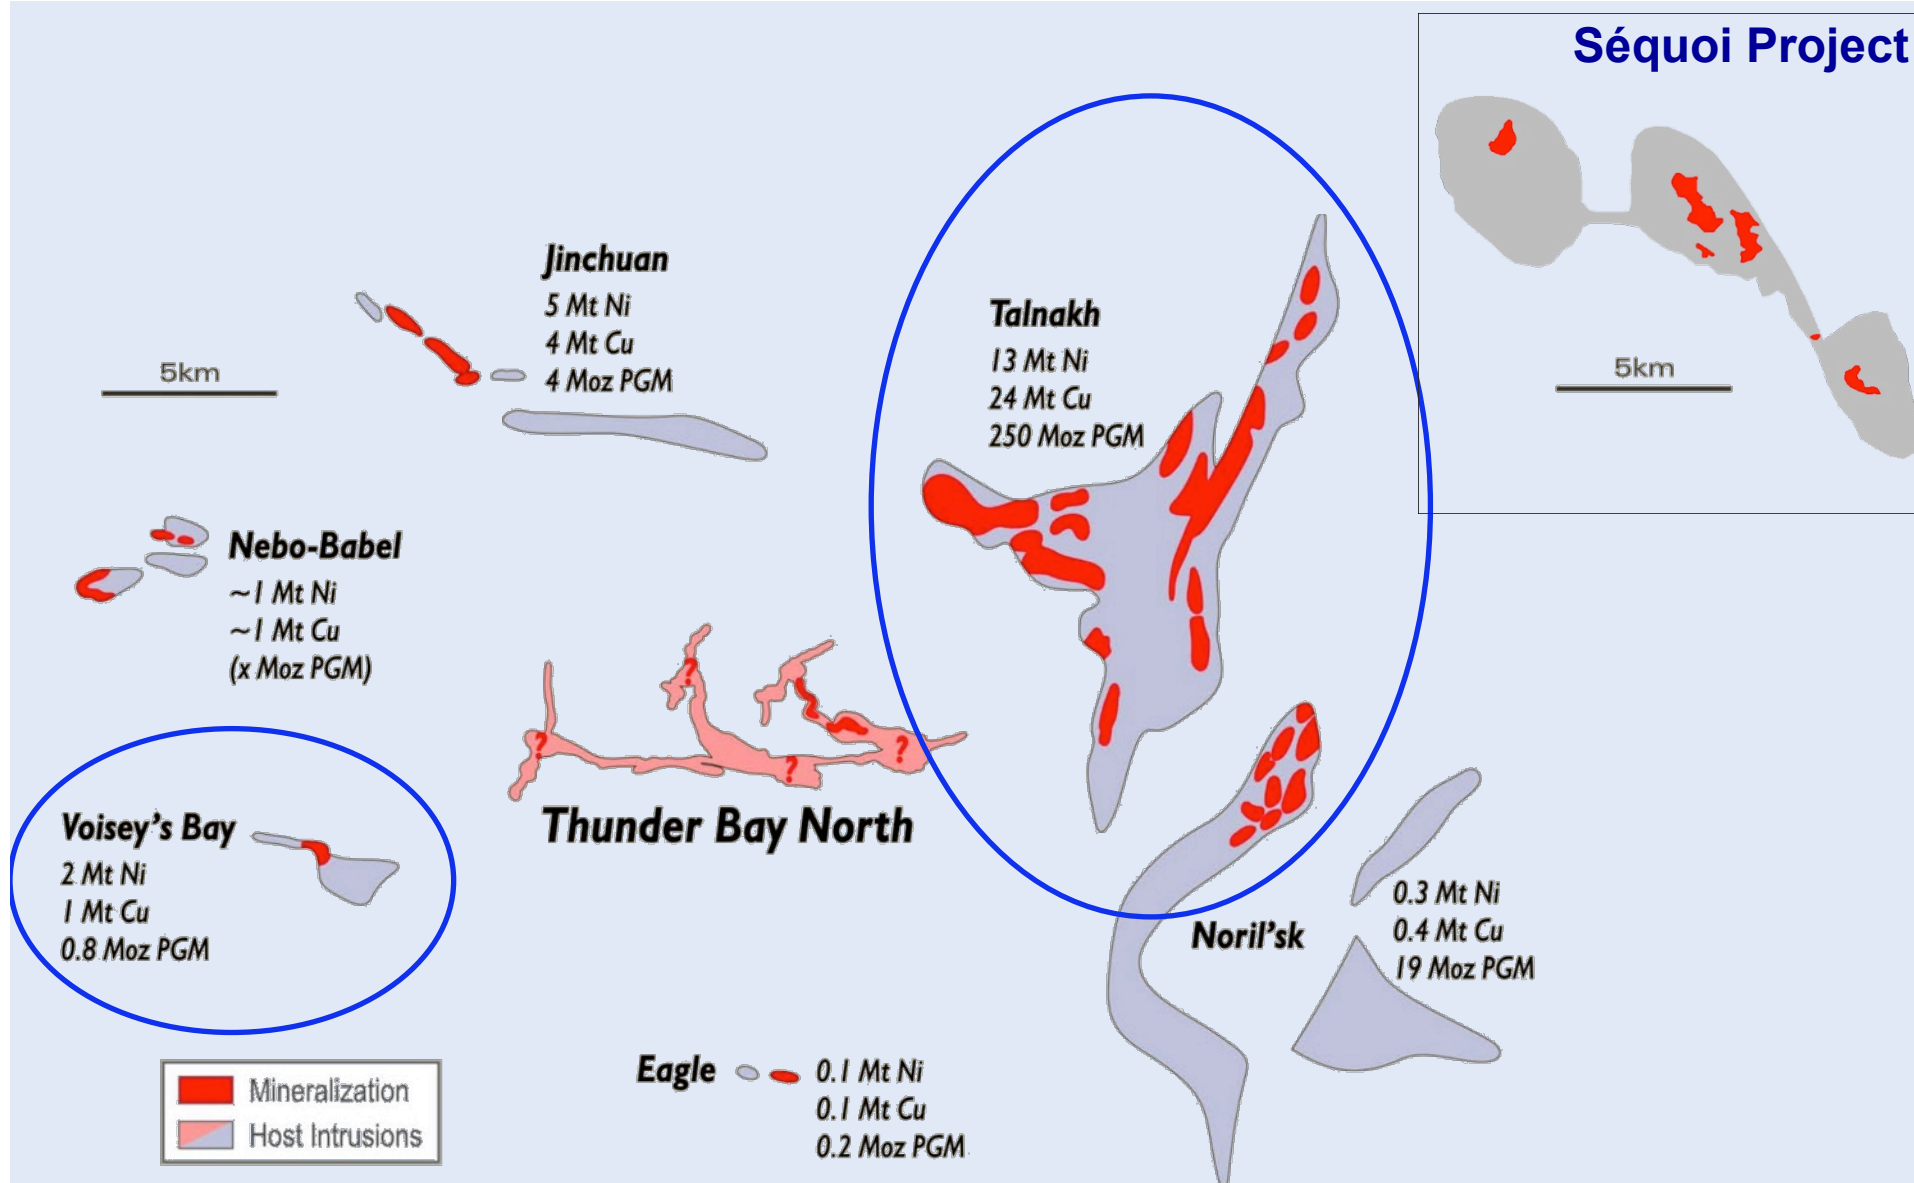 Séquoi Project
5km
Jinchuan
5 Mt Ni
4 Mt Cu
4 Moz PGM
5km
Talnakh
13 Mt Ni
24 Mt Cu
250 Moz PGM
Nebo-Babel
~1 Mt Ni
~1 Mt Cu
(x Moz PGM)
?
?
?
?
Thunder Bay North
Voisey's Bay
2 Mt Ni
1 Mt Cu
0.8 Moz PGM
Noril'sk
0.3 Mt Ni
0.4 Mt Cu
19 Moz PGM
Eagle
0.1 Mt Ni
0.1 Mt Cu
0.2 Moz PGM
Mineralization
Host Intrusions